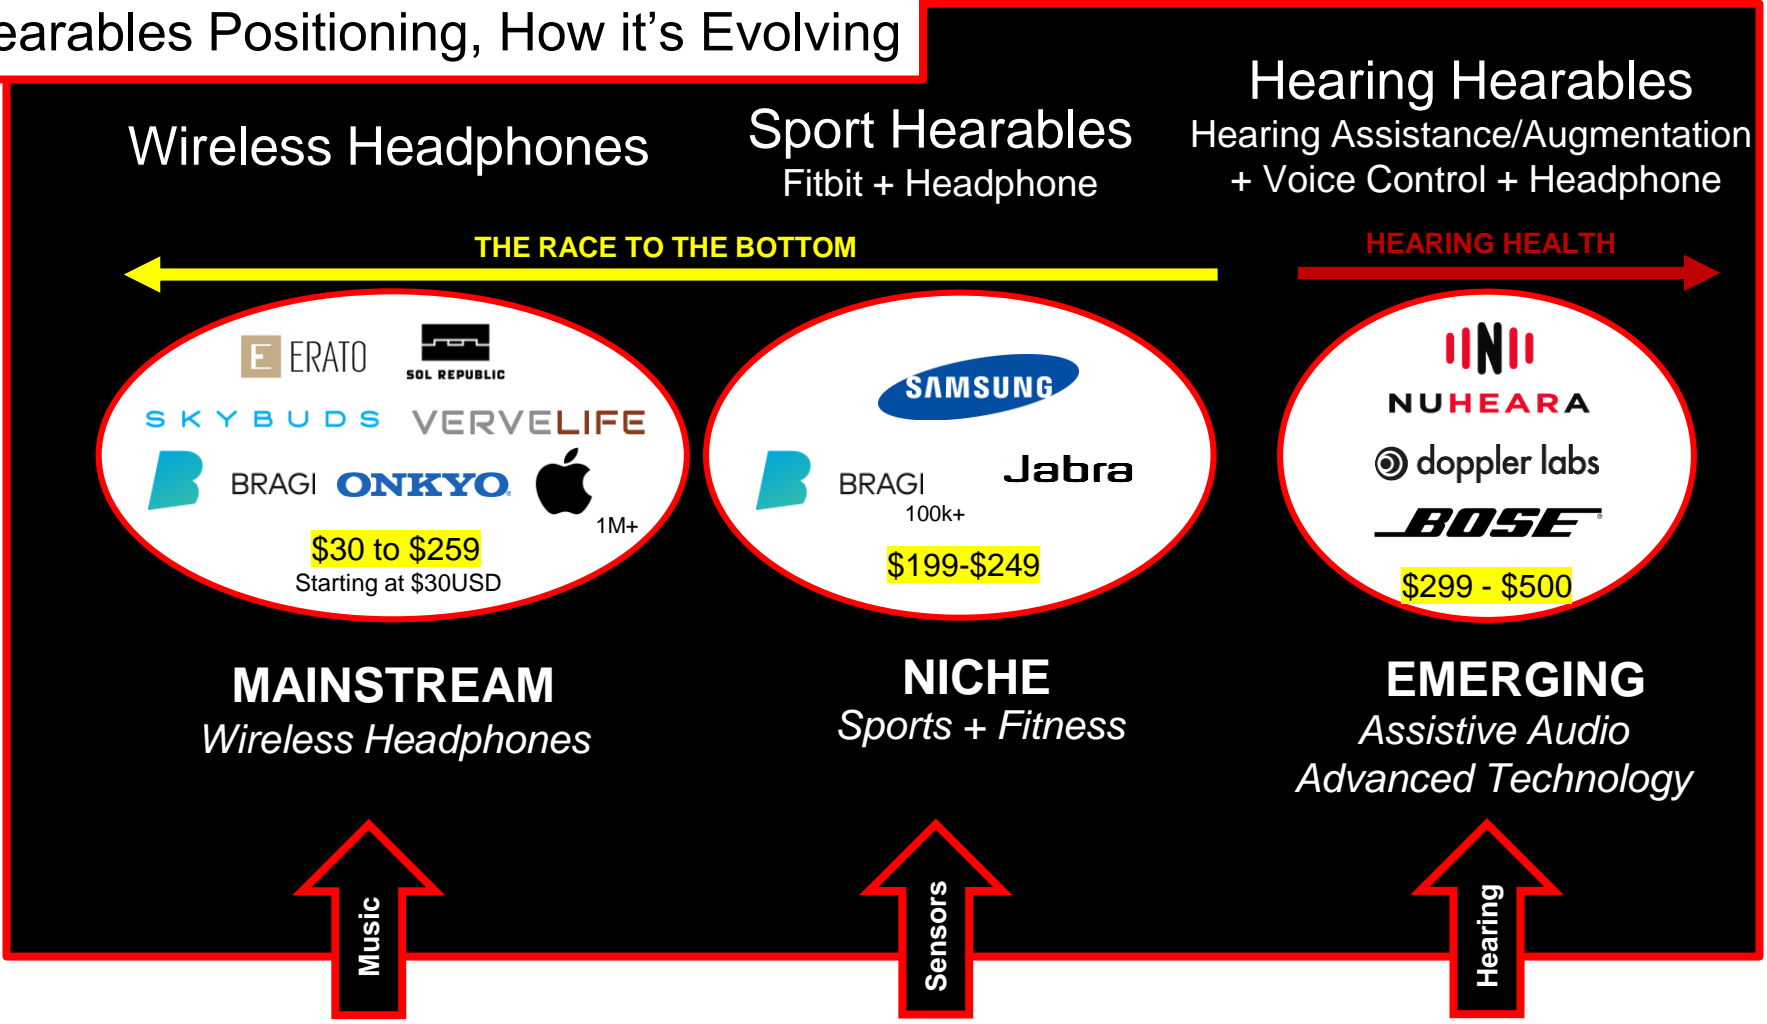 earables Positioning, How it's Evolving
Wireless Headphones
Sport Hearables
Fitbit + Headphone
Hearing Hearables
Hearing Assistance/Augmentation
+ Voice Control + Headphone
THE RACE TO THE BOTTOM
HEARING HEALTH
E ERATO
SOL REPUBLIC
SKYBUDS
VERVELIFE
BRAGI
ONKYO
1M+
$30 to $259
Starting at $30USD
SAMSUNG
BRAGI
100k+
Jabra
$199-$249
NUHEARA
doppler labs
BOSE
$299 - $500
MAINSTREAM
Wireless Headphones
NICHE
Sports + Fitness
EMERGING
Assistive Audio
Advanced Technology
Music
Sensors
Hearing